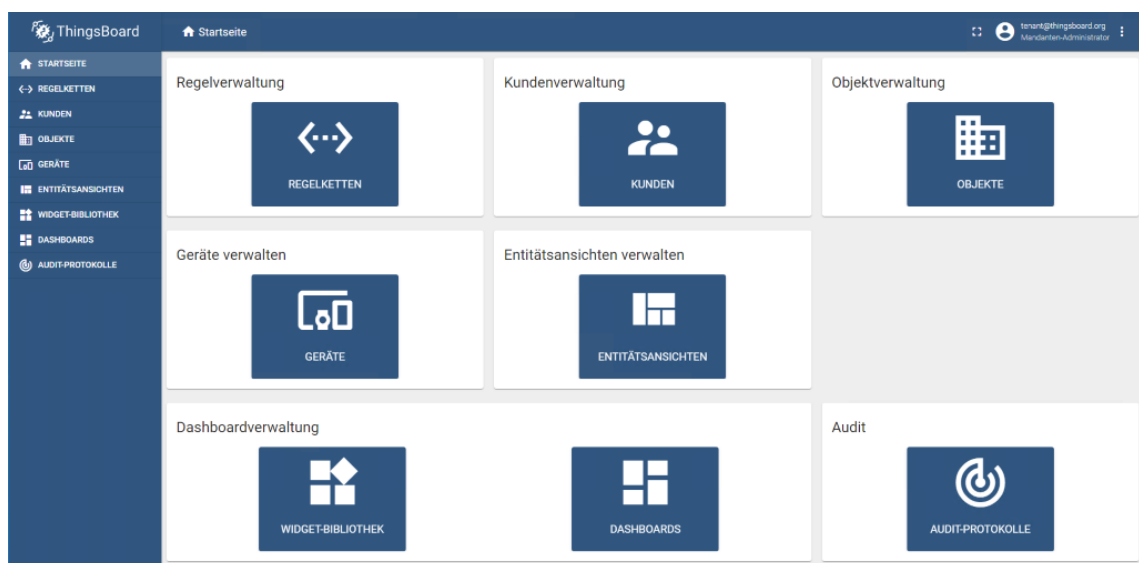 ThingsBoard
Startseite
tenant@thingsboard.org
Mandanten-Administrator
STARTSEITE
REGELKETTEN
KUNDEN
OBJEKTE
GERÄTE
ENTITÄTSANSICHTEN
WIDGET-BIBLIOTHEK
DASHBOARDS
AUDIT-PROTOKOLLE
Regelverwaltung
REGELKETTEN
Kundenverwaltung
KUNDEN
Objektverwaltung
OBJEKTE
Geräte verwalten
GERÄTE
Entitätsansichten verwalten
ENTITÄTSANSICHTEN
Dashboardverwaltung
WIDGET-BIBLIOTHEK
DASHBOARDS
Audit
AUDIT-PROTOKOLLE